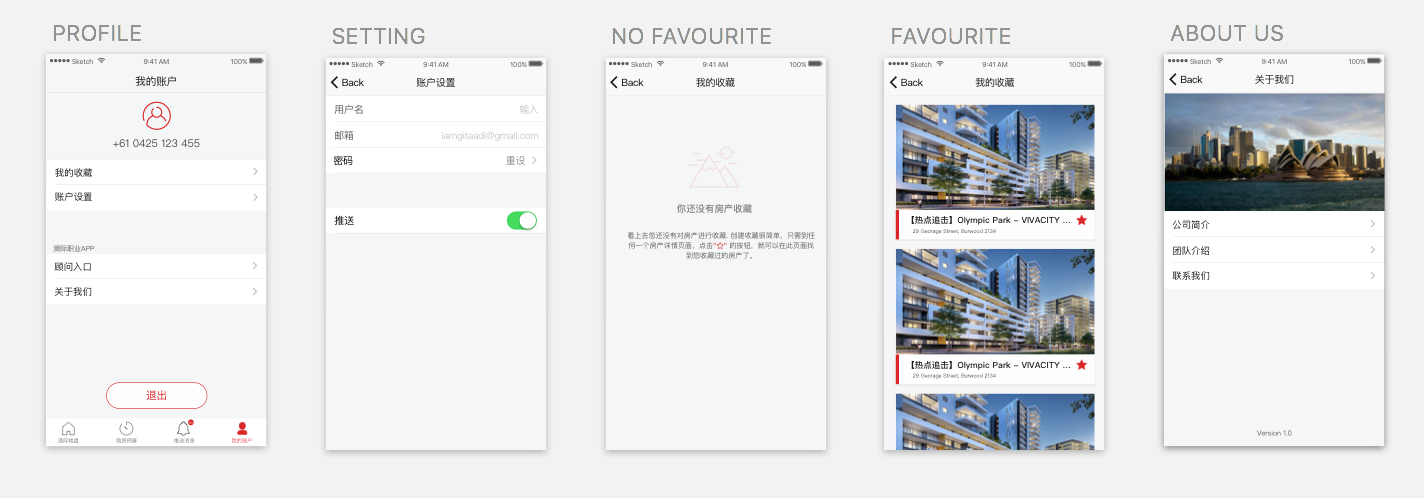 PROFILE
Sketch 9:41 AM 100%
我的账户
+61 0425 123 455
我的收藏
账户设置
澳际职业APP
顾问入口
关于我们
退出
推送消息
我的账户
SETTING
Sketch 9:41 AM 100%
Back 账户设置
用户名 输入
邮箱 iamgitaadi@gmail.com
密码 重设
推送
NO FAVOURITE
Sketch 9:41 AM 100%
Back 我的收藏
你还没有房产收藏
看上去您还没有对房产进行收藏. 创建收藏很简单，只需到任
何一个房产详情页面，点击“☆” 的按钮，就可以在此页面找
到您收藏过的房产了。
FAVOURITE
Sketch 9:41 AM 100%
Back 我的收藏
【热点追击】Olympic Park – VIVACITY ...
29 Georage Street, Burwood 2134
【热点追击】Olympic Park – VIVACITY ...
29 Georage Street, Burwood 2134
ABOUT US
Sketch 9:41 AM 100%
Back 关于我们
公司简介
团队介绍
联系我们
Version 1.0